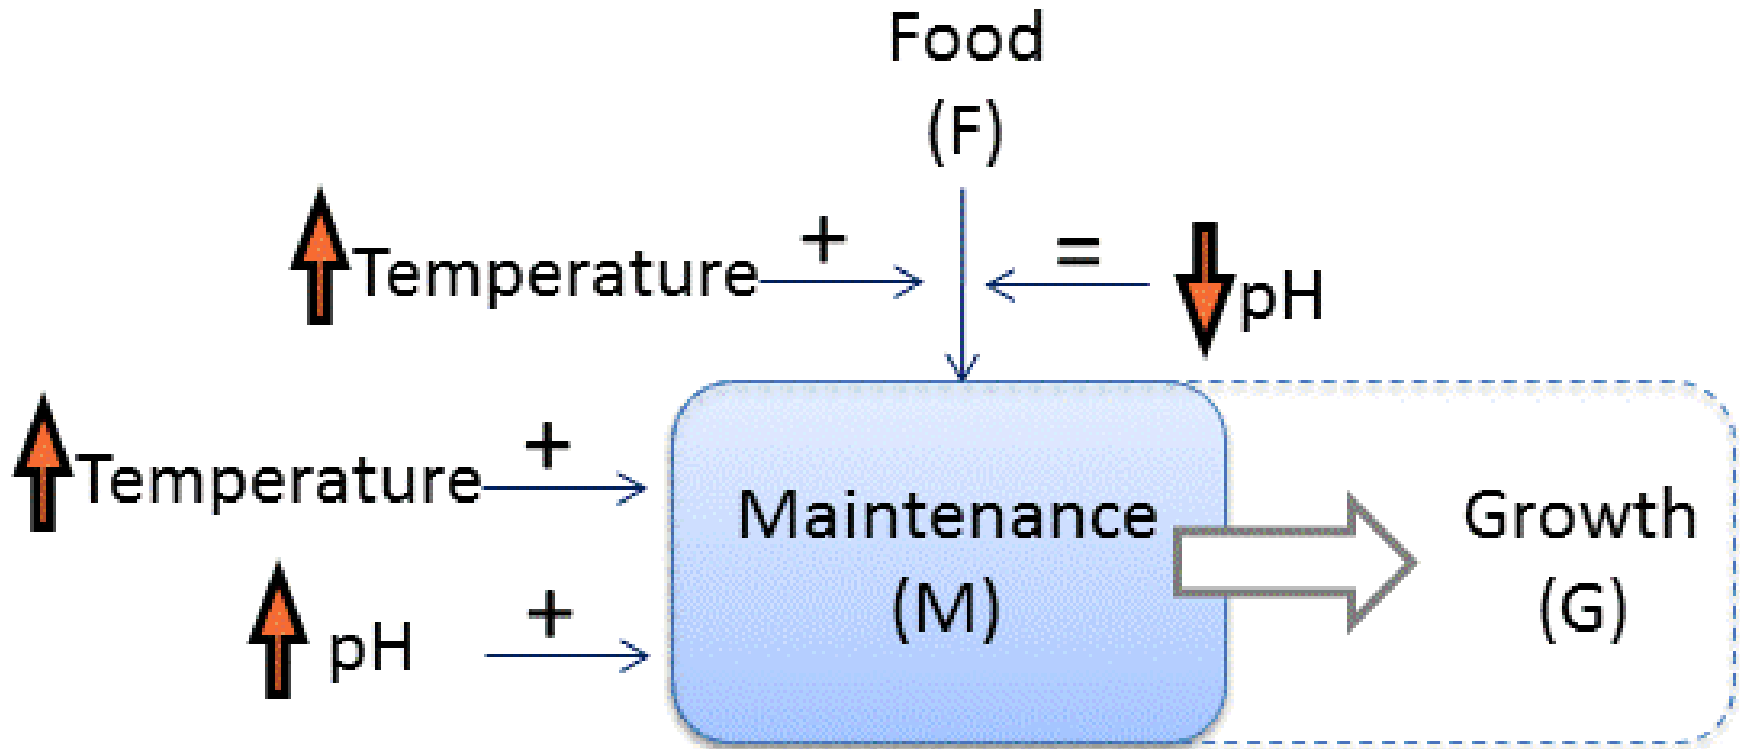 Food
(F)
+
=
Temperature
pH
+
Temperature
Maintenance
(M)
Growth
(G)
+
pH